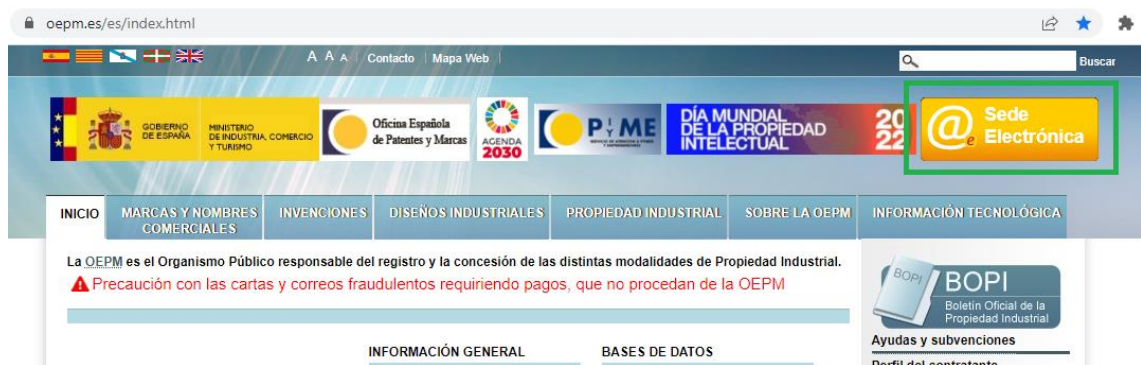 oepm.es/es/index.html
A A A Contacto Mapa Web
Buscar
GOBIERNO
DE ESPAÑA
MINISTERIO
DE INDUSTRIA, COMERCIO
Y TURISMO
Oficina Española
de Patentes y Marcas
AGENDA
2030
PYME
DÍA MUNDIAL
DE LA PROPIEDAD
INTELECTUAL
20
22
@e
Sede
Electrónica
INICIO
MARCAS Y NOMBRES
COMERCIALES
INVENCIONES
DISEÑOS INDUSTRIALES
PROPIEDAD INDUSTRIAL
SOBRE LA OEPM
INFORMACIÓN TECNOLÓGICA
La OEPM es el Organismo Público responsable del registro y la concesión de las distintas modalidades de Propiedad Industrial.
Precaución con las cartas y correos fraudulentos requiriendo pagos, que no procedan de la OEPM
BOPI
BOPI
Boletín Oficial de la
Propiedad Industrial
Ayudas y subvenciones
Perfil del contratante
INFORMACIÓN GENERAL
BASES DE DATOS